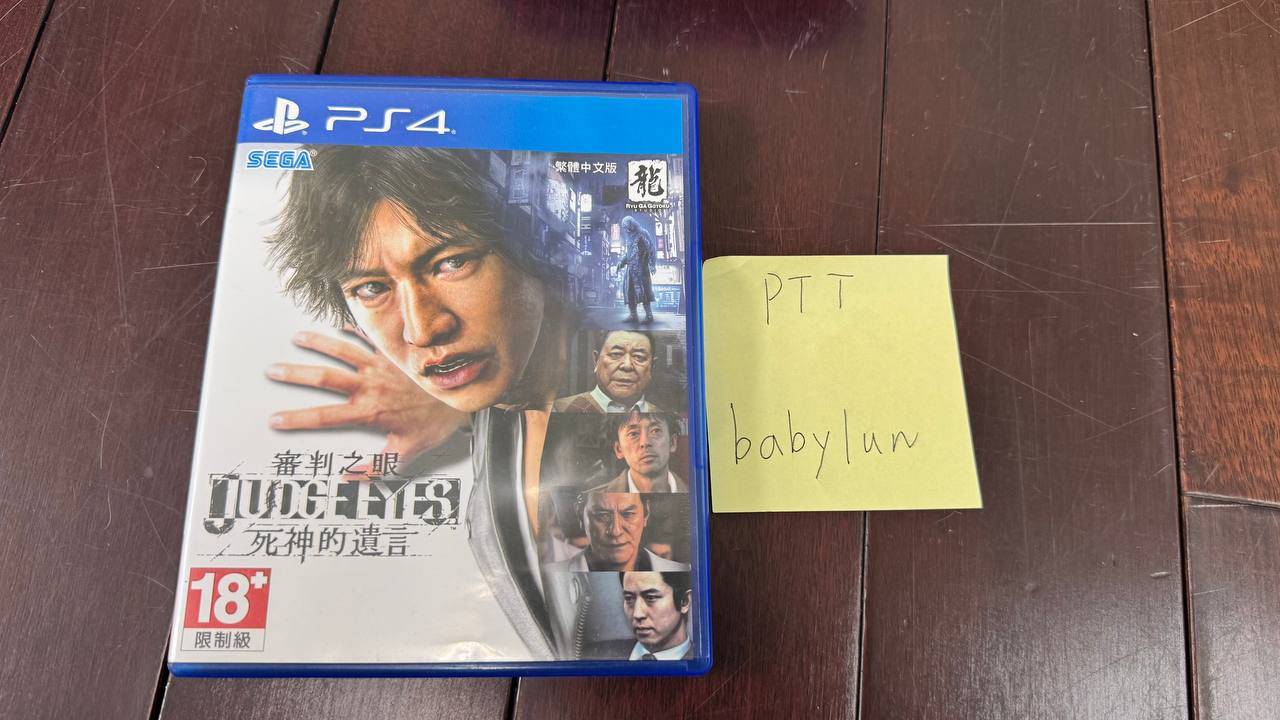 PS4
SEGA
繁體中文版
龍
RYU GA GOTOKU
STUDIO
審判之眼
JUDGE EYES
死神的遺言
18+
限制級
PTT
babylun